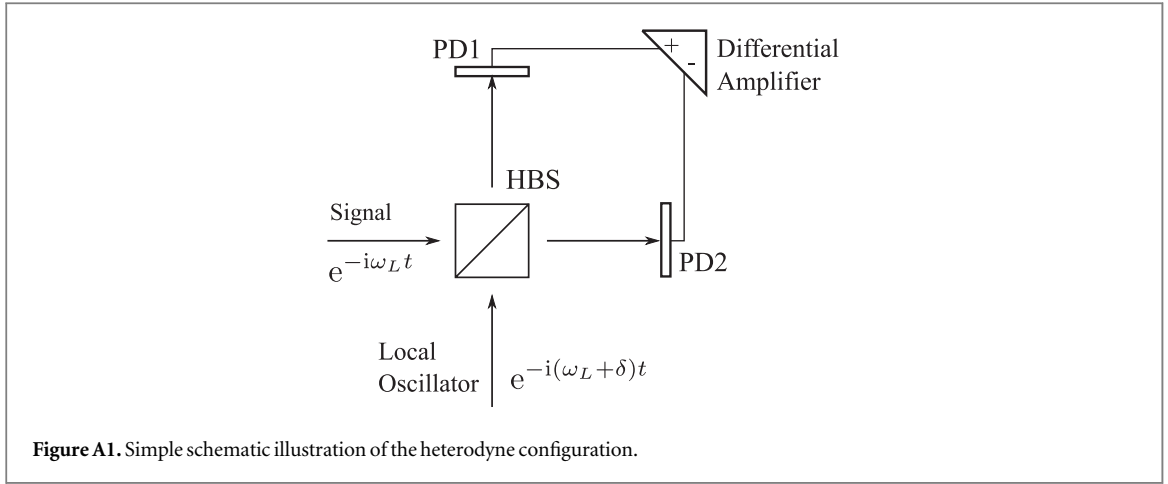 PD1
+
-
Differential
Amplifier
HBS
Signal
e^{-iω_L t}
PD2
Local
Oscillator
e^{-i(ω_L+δ)t}
Figure A1. Simple schematic illustration of the heterodyne configuration.